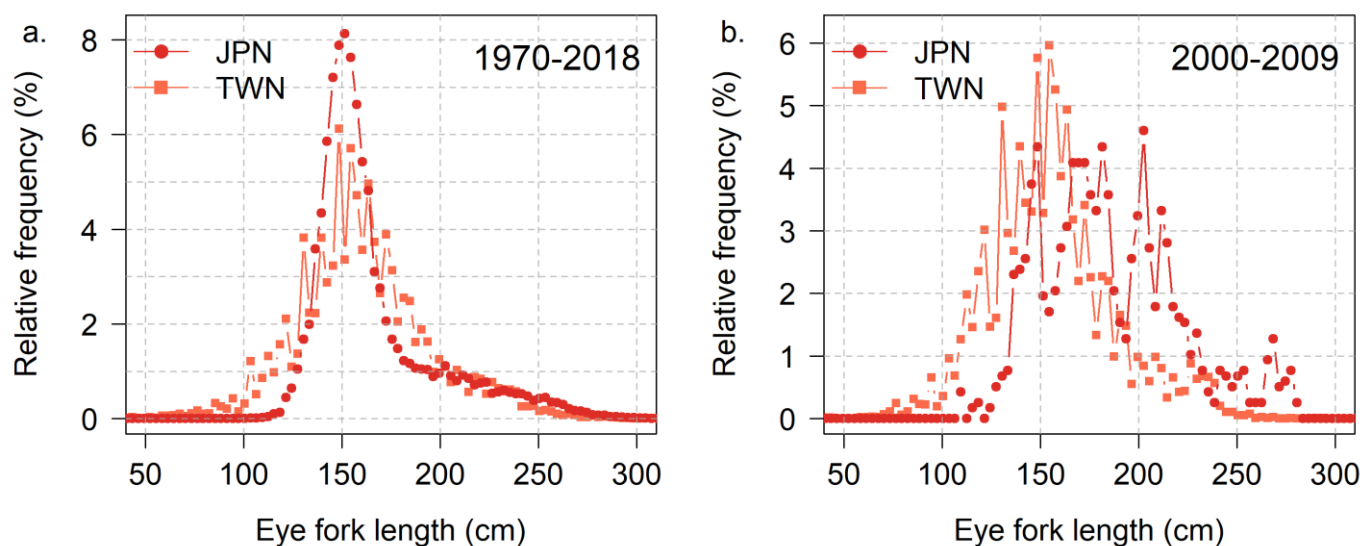 a.
JPN
TWN
1970-2018
Relative frequency (%)
8
6
4
2
0
50 100 150 200 250 300
Eye fork length (cm)
b.
JPN
TWN
2000-2009
Relative frequency (%)
6
5
4
3
2
1
0
50 100 150 200 250 300
Eye fork length (cm)